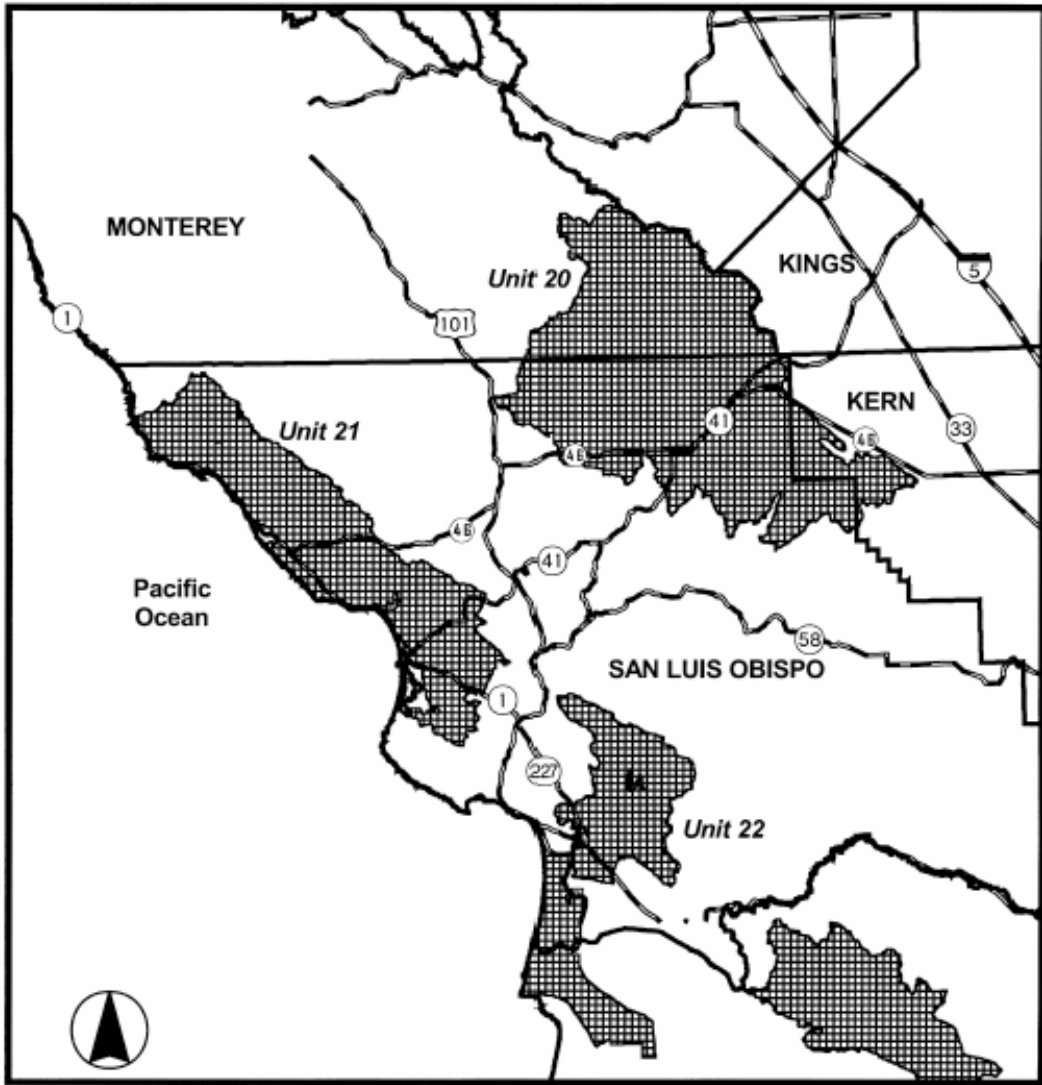 MONTEREY
Unit 20
KINGS
5
1
101
Unit 21
41
KERN
46
33
46
46
41
Pacific
Ocean
58
SAN LUIS OBISPO
1
227
Unit 22